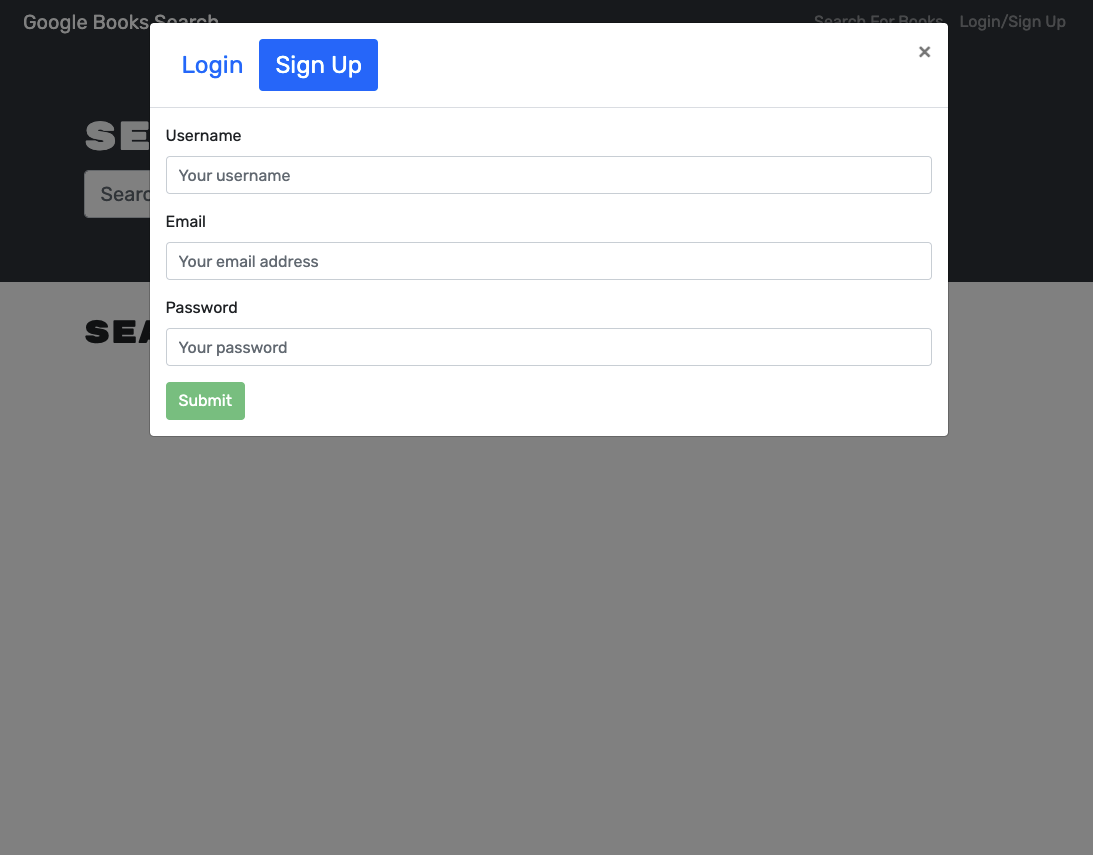 Google Books Search
Search For Books Login/Sign Up
Login Sign Up ×
SE
Searc
Username
Your username
Email
Your email address
Password
SEA
Your password
Submit